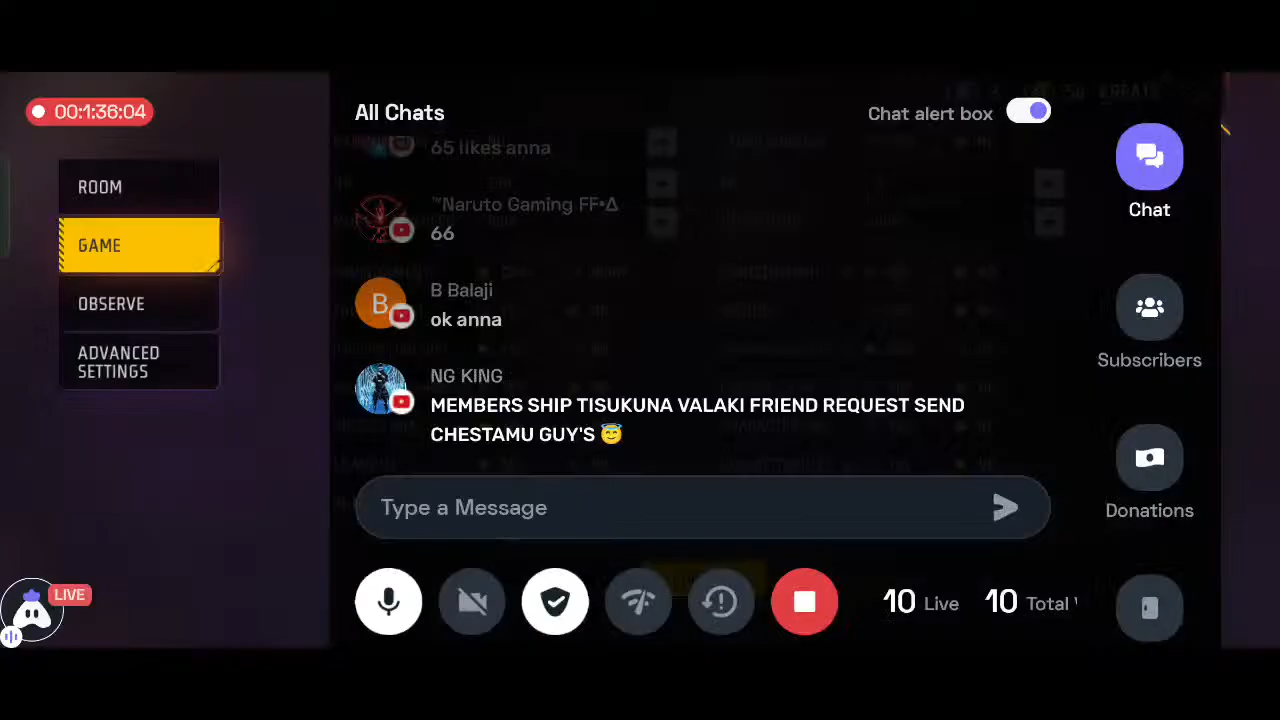 00:1:36:04
All Chats
Chat alert box
65 likes anna
ROOM
Chat
™Naruto Gaming FF•Δ
66
GAME
B
B Balaji
ok anna
OBSERVE
Subscribers
ADVANCED
SETTINGS
NG KING
MEMBERS SHIP TISUKUNA VALAKI FRIEND REQUEST SEND
CHESTAMU GUY'S 😇
Type a Message
Donations
LIVE
10 Live
10 Total